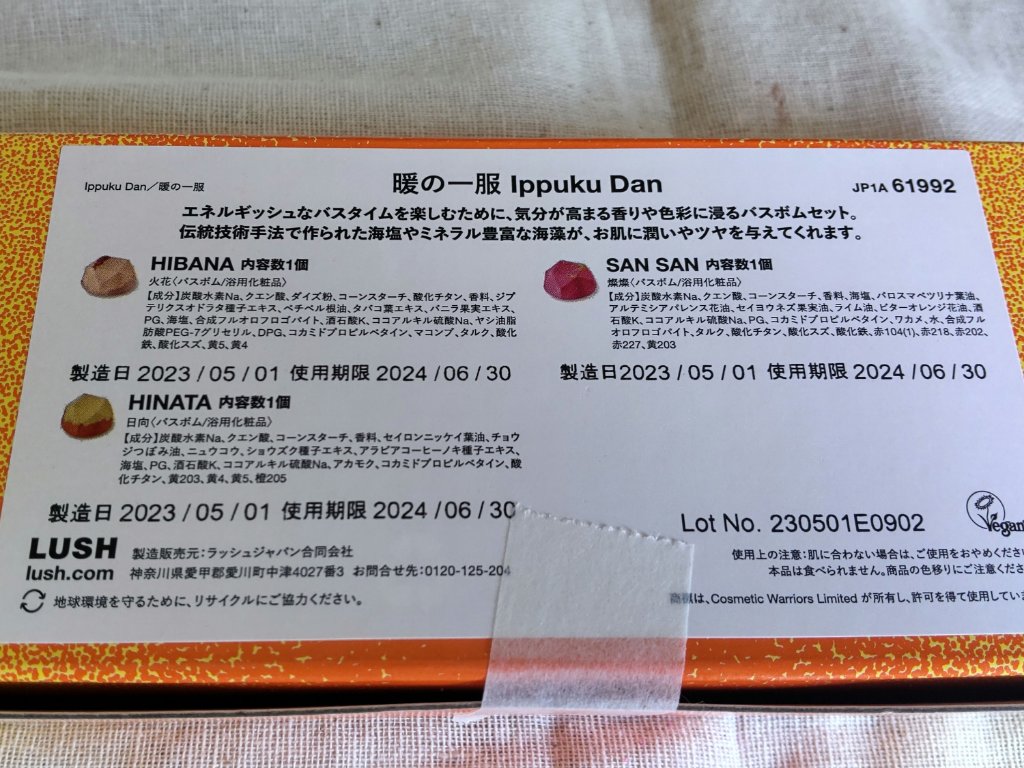 Ippuku Dan／暖の一服
暖の一服 Ippuku Dan
JP1A 61992
エネルギッシュなバスタイムを楽しむために、気分が高まる香りや色彩に浸るバスボムセット。
伝統技術手法で作られた海塩やミネラル豊富な海藻が、お肌に潤いやツヤを与えてくれます。
HIBANA 内容数1個
火花〈バスボム/浴用化粧品〉
【成分】炭酸水素Na、クエン酸、ダイズ粉、コーンスターチ、酸化チタン、香料、ジプ
テリクスオドラタ種子エキス、ベチベル根油、タバコ葉エキス、バニラ果実エキス、
PG、海塩、合成フルオロフロゴパイト、酒石酸K、ココアルキル硫酸Na、ヤシ油脂
肪酸PEG-7グリセリル、DPG、コカミドプロピルベタイン、マコンブ、タルク、酸化
鉄、酸化スズ、黄5、黄4
製造日 2023/05/01 使用期限 2024/06/30
SAN SAN 内容数1個
燦燦〈バスボム/浴用化粧品〉
【成分】炭酸水素Na、クエン酸、コーンスターチ、香料、海塩、バロスマベツリナ葉油、
アルテミシアパレンス花油、セイヨウネズ果実油、ライム油、ビターオレンジ花油、酒
石酸K、ココアルキル硫酸Na、PG、コカミドプロピルベタイン、ワカメ、水、合成フル
オロフロゴパイト、タルク、酸化チタン、酸化スズ、酸化鉄、赤104(1)、赤218、赤202、
赤227、黄203
製造日 2023/05/01 使用期限 2024/06/30
HINATA 内容数1個
日向〈バスボム/浴用化粧品〉
【成分】炭酸水素Na、クエン酸、コーンスターチ、香料、セイロンニッケイ葉油、チョウ
ジつぼみ油、ニュウコウ、ショウズク種子エキス、アラビアコーヒーノキ種子エキス、
海塩、PG、酒石酸K、ココアルキル硫酸Na、アカモク、コカミドプロピルベタイン、酸
化チタン、黄203、黄4、黄5、橙205
製造日 2023/05/01 使用期限 2024/06/30
LUSH
lush.com
製造販売元：ラッシュジャパン合同会社
神奈川県愛甲郡愛川町中津4027番3 お問合せ先：0120-125-204
地球環境を守るために、リサイクルにご協力ください。
Lot No. 230501E0902
Vegan
使用上の注意：肌に合わない場合は、ご使用をおやめくださ
本品は食べられません。商品の色移りにご注意くださ
商標は、Cosmetic Warriors Limited が所有し、許可を得て使用してい